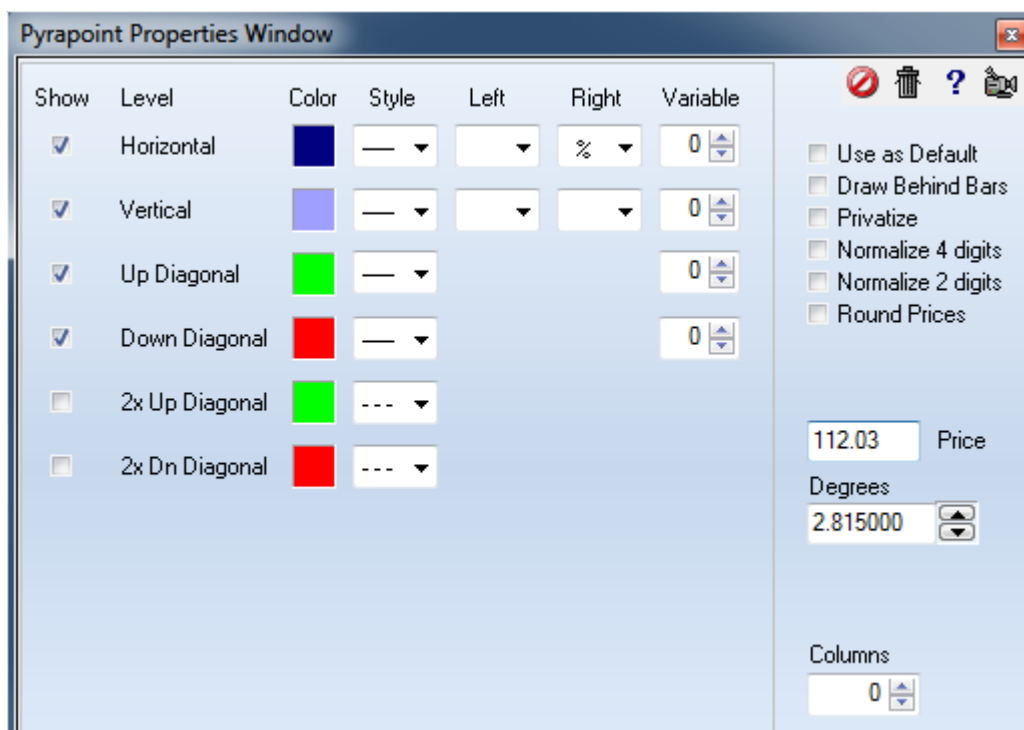 Pyrapoint Properties Window
Show Level Color Style Left Right Variable
Horizontal % 0
Vertical 0
Up Diagonal 0
Down Diagonal 0
2x Up Diagonal
2x Dn Diagonal
?
Use as Default
Draw Behind Bars
Privatize
Normalize 4 digits
Normalize 2 digits
Round Prices
112.03 Price
Degrees
2.815000
Columns
0